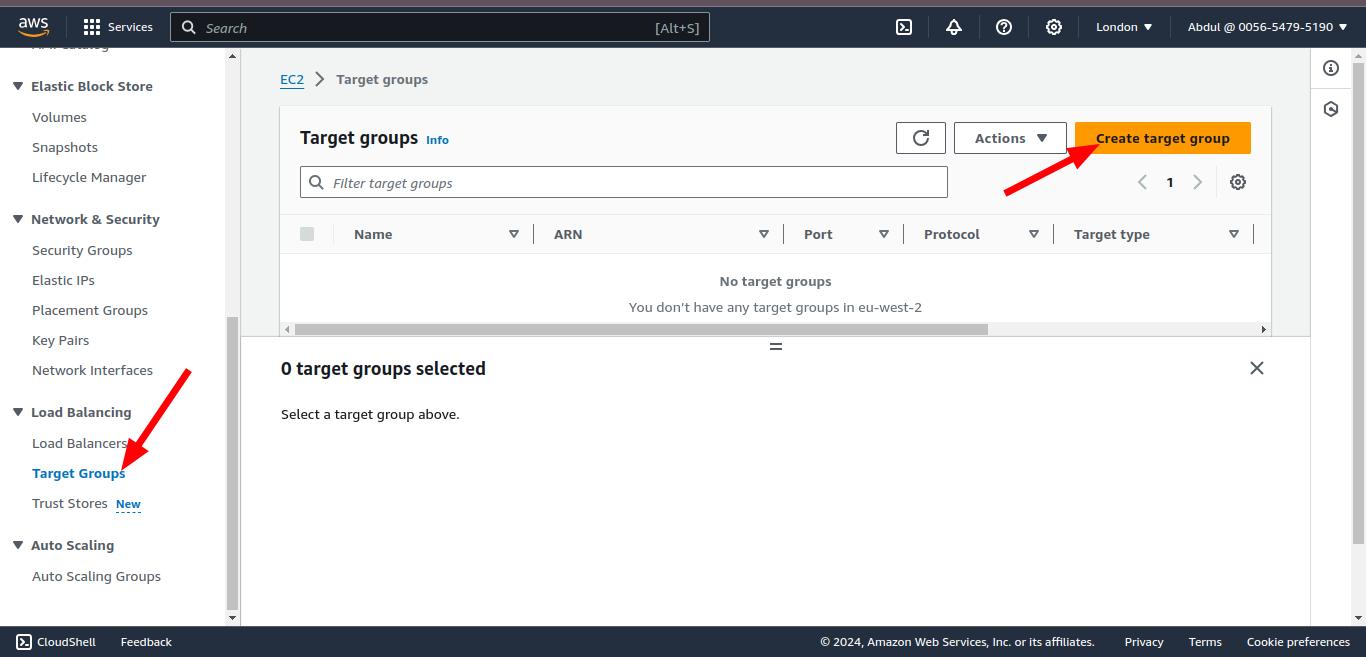 aws
Services
Search
[Alt+S]
London
Abdul @ 0056-5479-5190
Elastic Block Store
Volumes
Snapshots
Lifecycle Manager
Network & Security
Security Groups
Elastic IPs
Placement Groups
Key Pairs
Network Interfaces
Load Balancing
Load Balancers
Target Groups
Trust Stores New
Auto Scaling
Auto Scaling Groups
EC2 > Target groups
Target groups Info
Actions
Create target group
Filter target groups
1
Name ARN Port Protocol Target type
No target groups
You don't have any target groups in eu-west-2
0 target groups selected
Select a target group above.
CloudShell Feedback
© 2024, Amazon Web Services, Inc. or its affiliates. Privacy Terms Cookie preferences